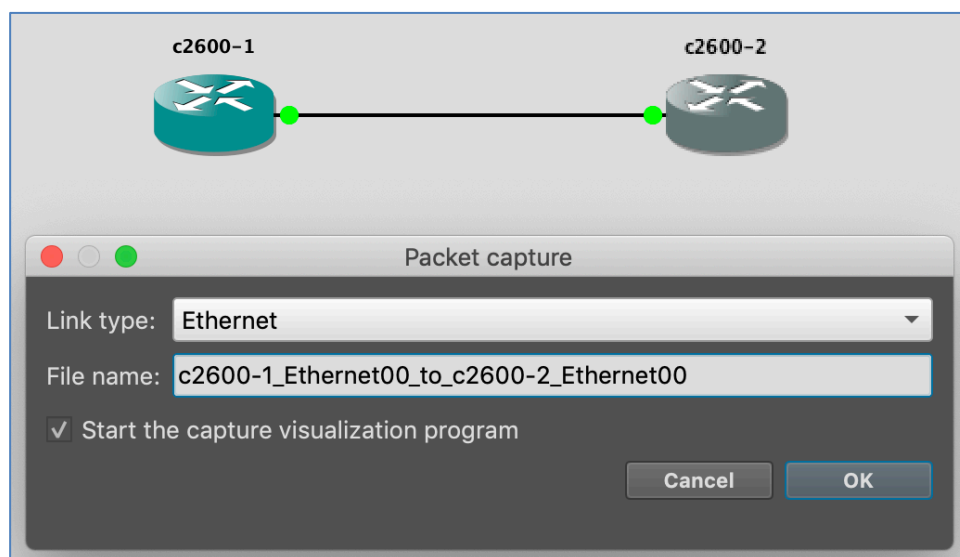 c2600-1
c2600-2
Packet capture
Link type: Ethernet
File name: c2600-1_Ethernet00_to_c2600-2_Ethernet00
Start the capture visualization program
Cancel OK